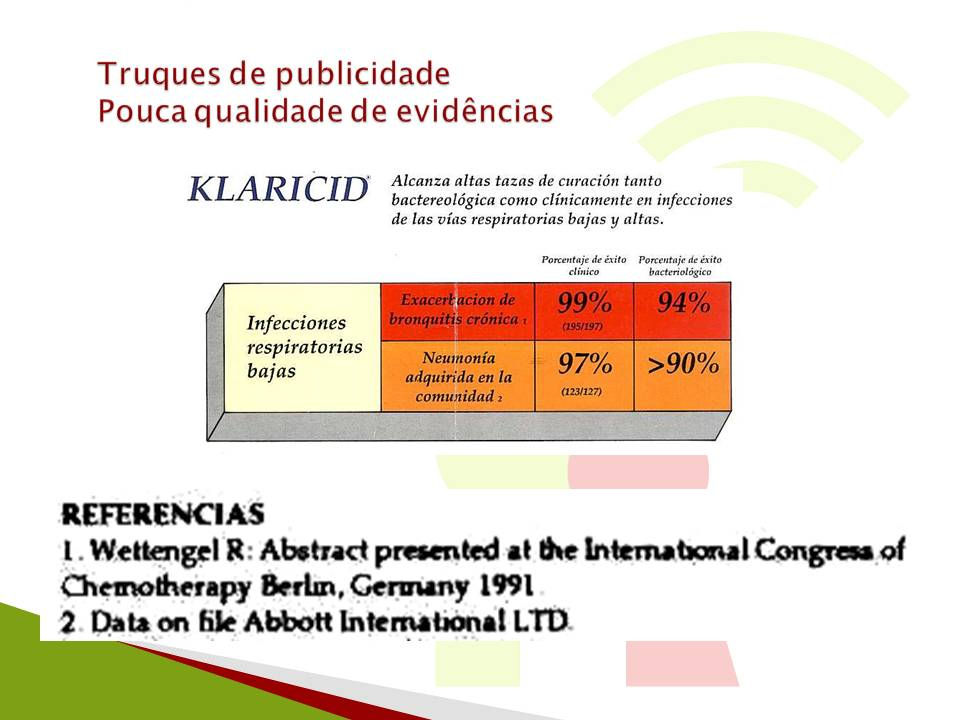 Truques de publicidade
Pouca qualidade de evidências
KLARICID®
Alcanza altas tazas de curación tanto
bactereológica como clínicamente en infecciones
de las vías respiratorias bajas y altas.
Porcentaje de éxito
clínico
Porcentaje de éxito
bacteriológico
Infecciones
respiratorias
bajas
Exacerbacion de
bronquitis crónica 1
99%
(195/197)
94%
Neumonía
adquirida en la
comunidad 2
97%
(123/127)
>90%
REFERENCIAS
1. Wettengel R: Abstract presented at the International Congress of
Chemotherapy Berlin, Germany 1991
2. Data on file Abbott International LTD.